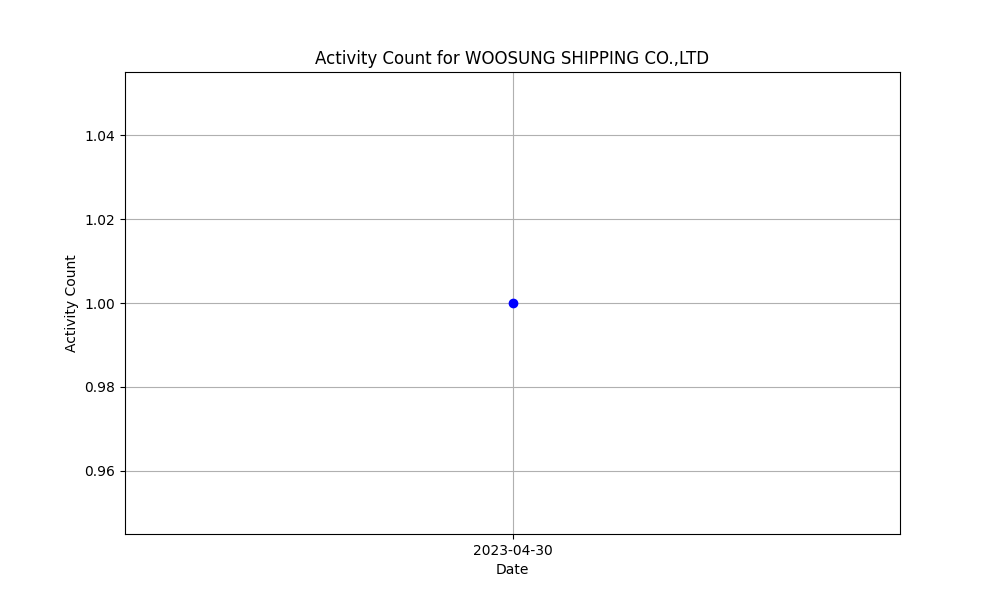 Activity Count for WOOSUNG SHIPPING CO.,LTD
1.04
1.02
1.00
0.98
0.96
Activity Count
2023-04-30
Date